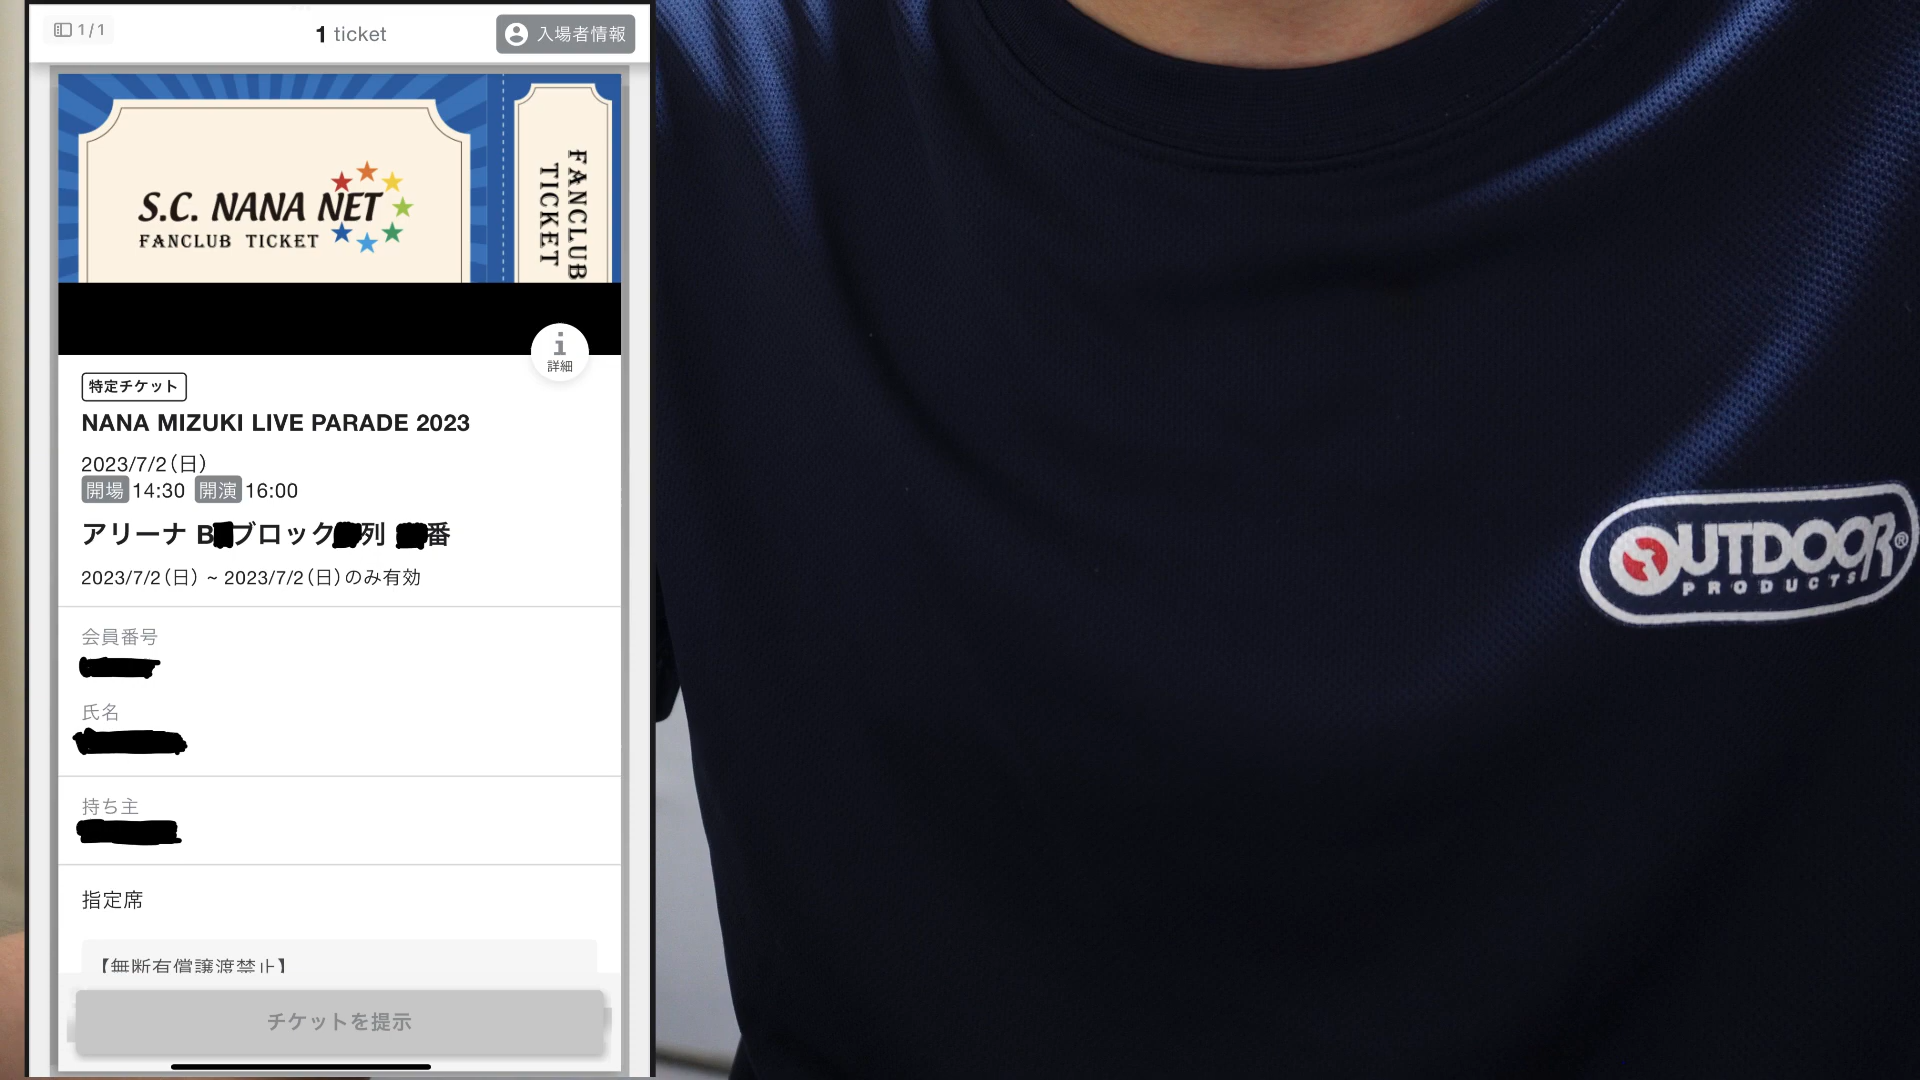 1/1
1 ticket
入場者情報
S.C. NANA NET
FANCLUB TICKET
FANCLUB
TICKET
詳細
特定チケット
NANA MIZUKI LIVE PARADE 2023
2023/7/2(日)
開場 14:30 開演 16:00
アリーナ B ブロック 列 番
2023/7/2(日) ~ 2023/7/2(日)のみ有効
会員番号
氏名
持ち主
指定席
【無断有償譲渡禁止】
チケットを提示
OUTDOOR®
PRODUCTS